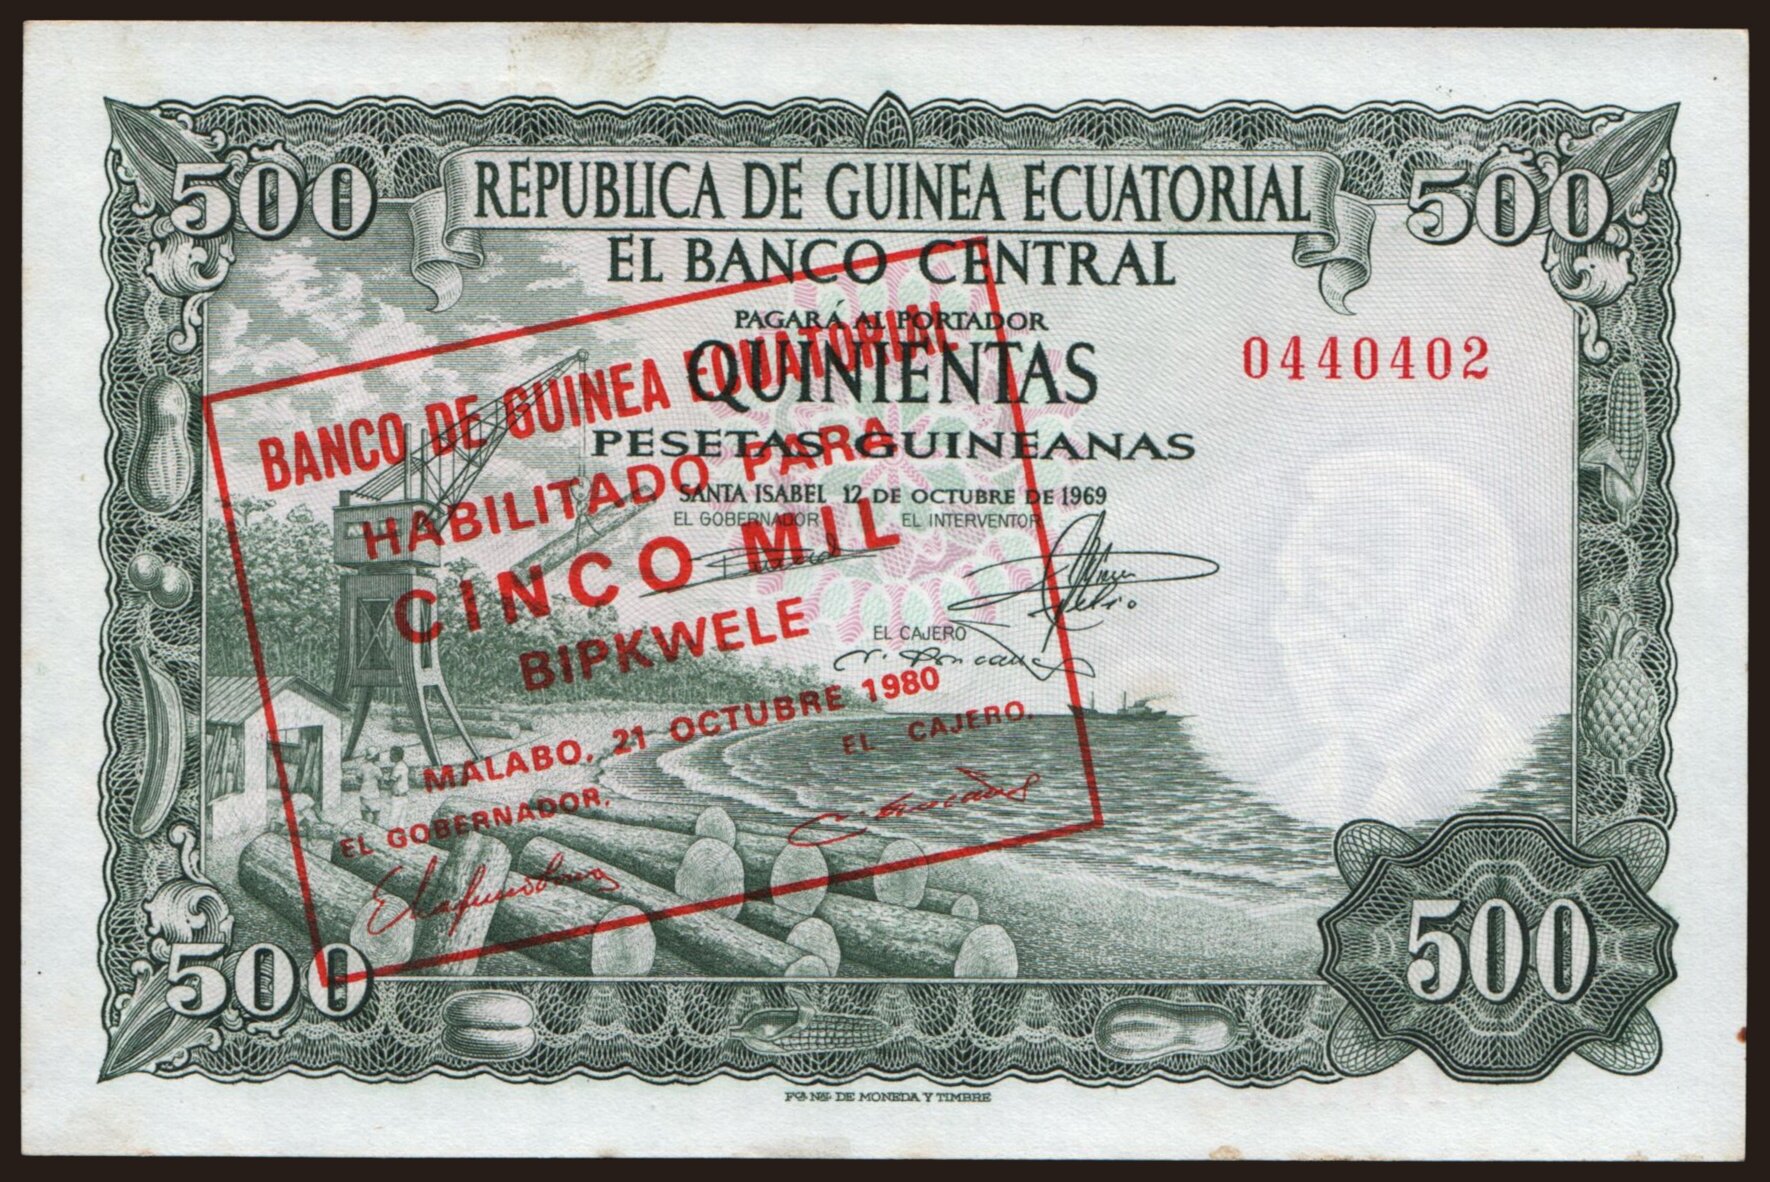 500
500
REPUBLICA DE GUINEA ECUATORIAL
EL BANCO CENTRAL
PAGARÁ AL PORTADOR
QUINIENTAS
PESETAS GUINEANAS
SANTA ISABEL 12 DE OCTUBRE DE 1969
EL GOBERNADOR
EL INTERVENTOR
EL CAJERO
0440402
BANCO DE GUINEA ECUATORIAL
HABILITADO PARA
CINCO MIL
BIPKWELE
MALABO, 21 OCTUBRE 1980
EL GOBERNADOR,
EL CAJERO,
500
500
FCA. NAL. DE MONEDA Y TIMBRE